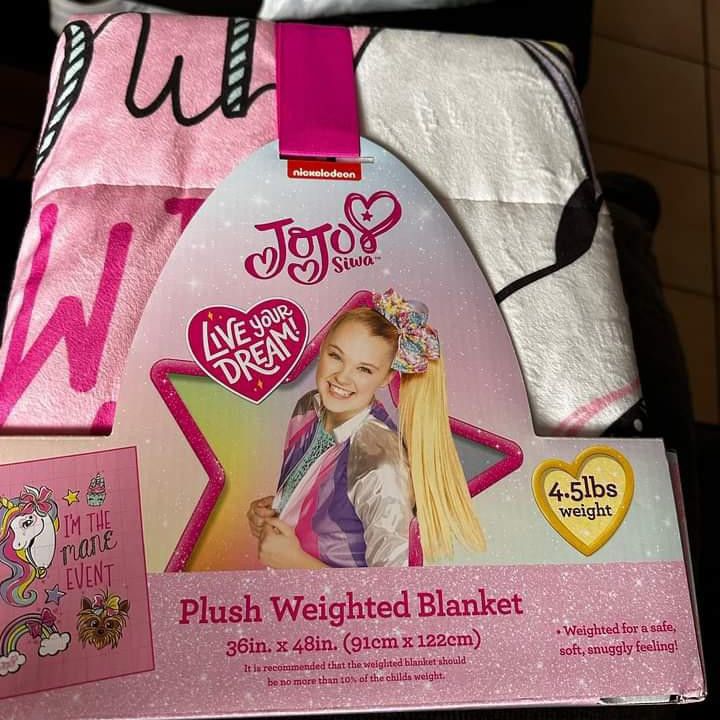 nickelodeon
JoJo
Siwa™
LIVE YOUR
DREAM!
4.5lbs
weight
I'M THE
mane
EVENT
Plush Weighted Blanket
36in. x 48in. (91cm x 122cm)
It is recommended that the weighted blanket should
be no more than 10% of the childs weight.
• Weighted for a safe,
soft, snuggly feeling!